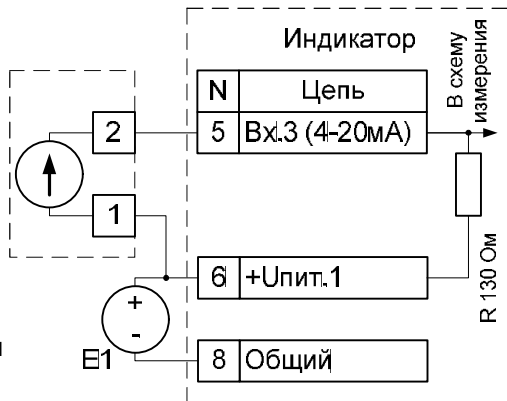 Индикатор
N Цепь
5 Вх.3 (4-20мА)
В схему
измерения
2
1
6 +Uпит.1
R 130 Ом
+
-
E1
8 Общий